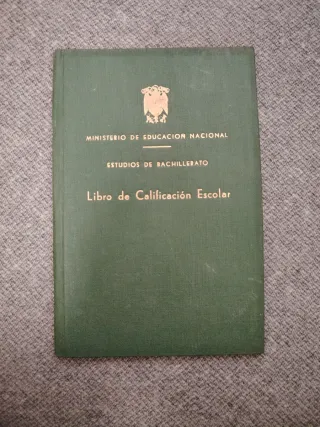 MINISTERIO DE EDUCACION NACIONAL
ESTUDIOS DE BACHILLERATO
Libro de Calificación Escolar